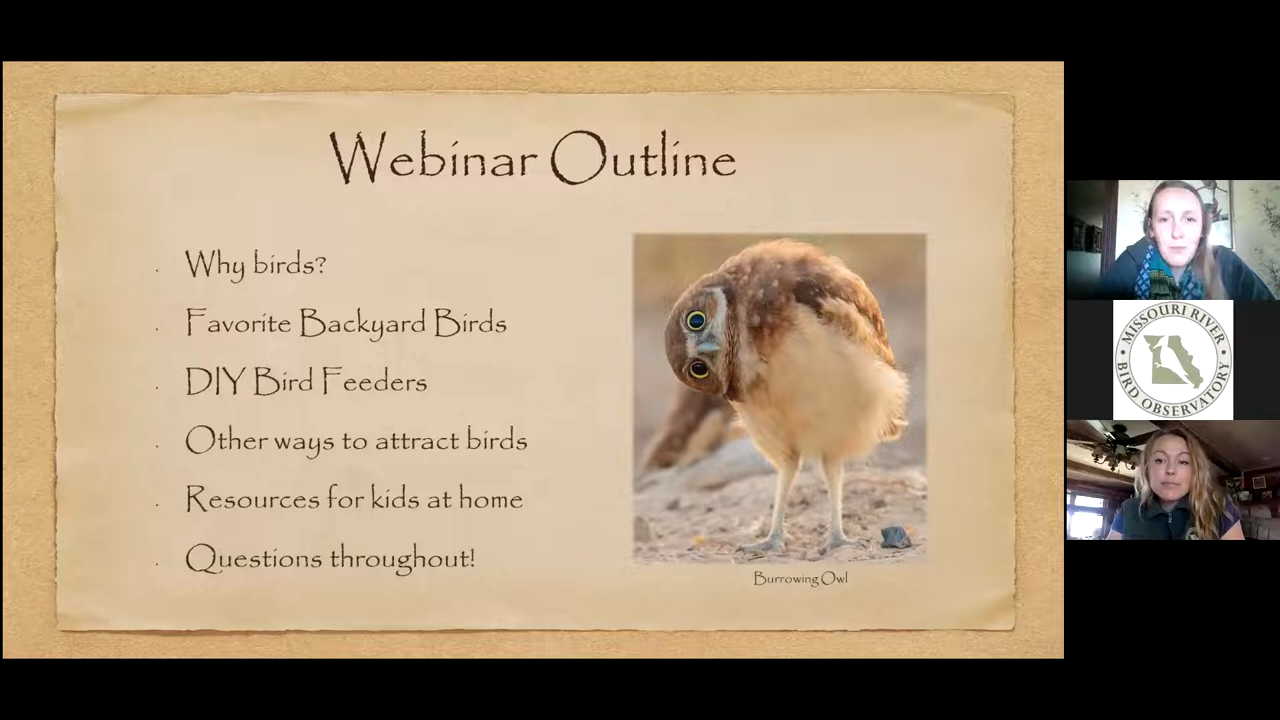 Webinar Outline
Why birds?
Favorite Backyard Birds
DIY Bird Feeders
Other ways to attract birds
Resources for kids at home
Questions throughout!
Burrowing Owl
MISSOURI RIVER
BIRD OBSERVATORY